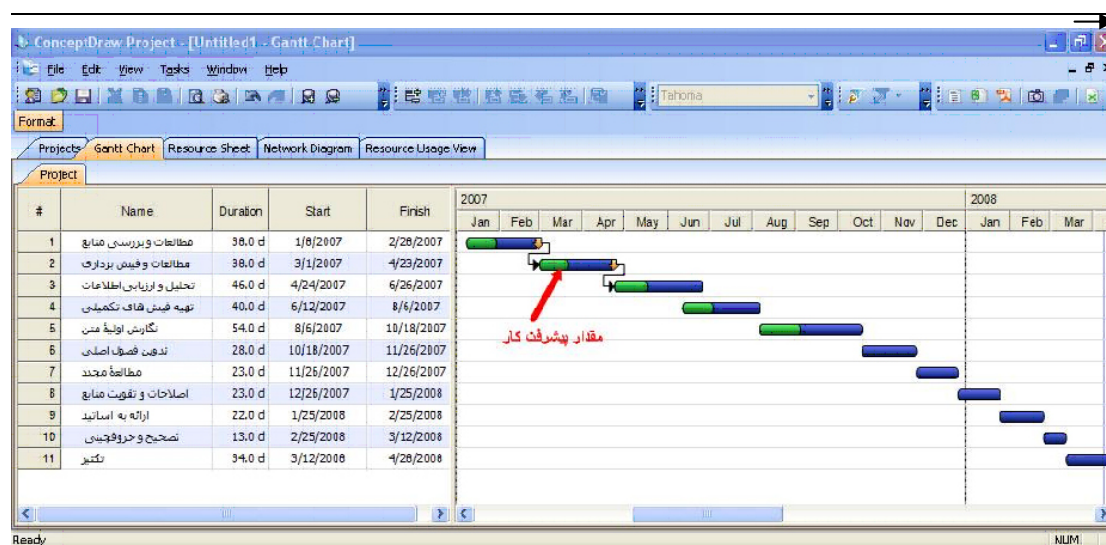 ConceptDraw Project - [Untitled1 - Gantt Chart]
File Edit View Tasks Window Help
Tahoma
Format
Projects Gantt Chart Resource Sheet Network Diagram Resource Usage View
Project
# Name Duration Start Finish 2007 2008
Jan Feb Mar Apr May Jun Jul Aug Sep Oct Nov Dec Jan Feb Mar
1 مطالعات و بررسی منابع 38.0 d 1/8/2007 2/28/2007
2 مطالعات و فیش برداری 38.0 d 3/1/2007 4/23/2007
3 تحلیل و ارزیابی اطلاعات 46.0 d 4/24/2007 6/26/2007
4 تهیه فیش های تکمیلی 40.0 d 6/12/2007 8/6/2007
5 نگارش اولیهٔ متن 54.0 d 8/6/2007 10/18/2007
مقدار پیشرفت کار
6 تدوین فصول اصلی 28.0 d 10/18/2007 11/26/2007
7 مطالعهٔ مجدد 23.0 d 11/26/2007 12/26/2007
8 اصلاحات و تقویت منابع 23.0 d 12/26/2007 1/25/2008
9 ارائه به اساتید 22.0 d 1/25/2008 2/25/2008
10 تصحیح و حروفچینی 13.0 d 2/25/2008 3/12/2008
11 تکثیر 34.0 d 3/12/2008 4/28/2008
Ready NUM